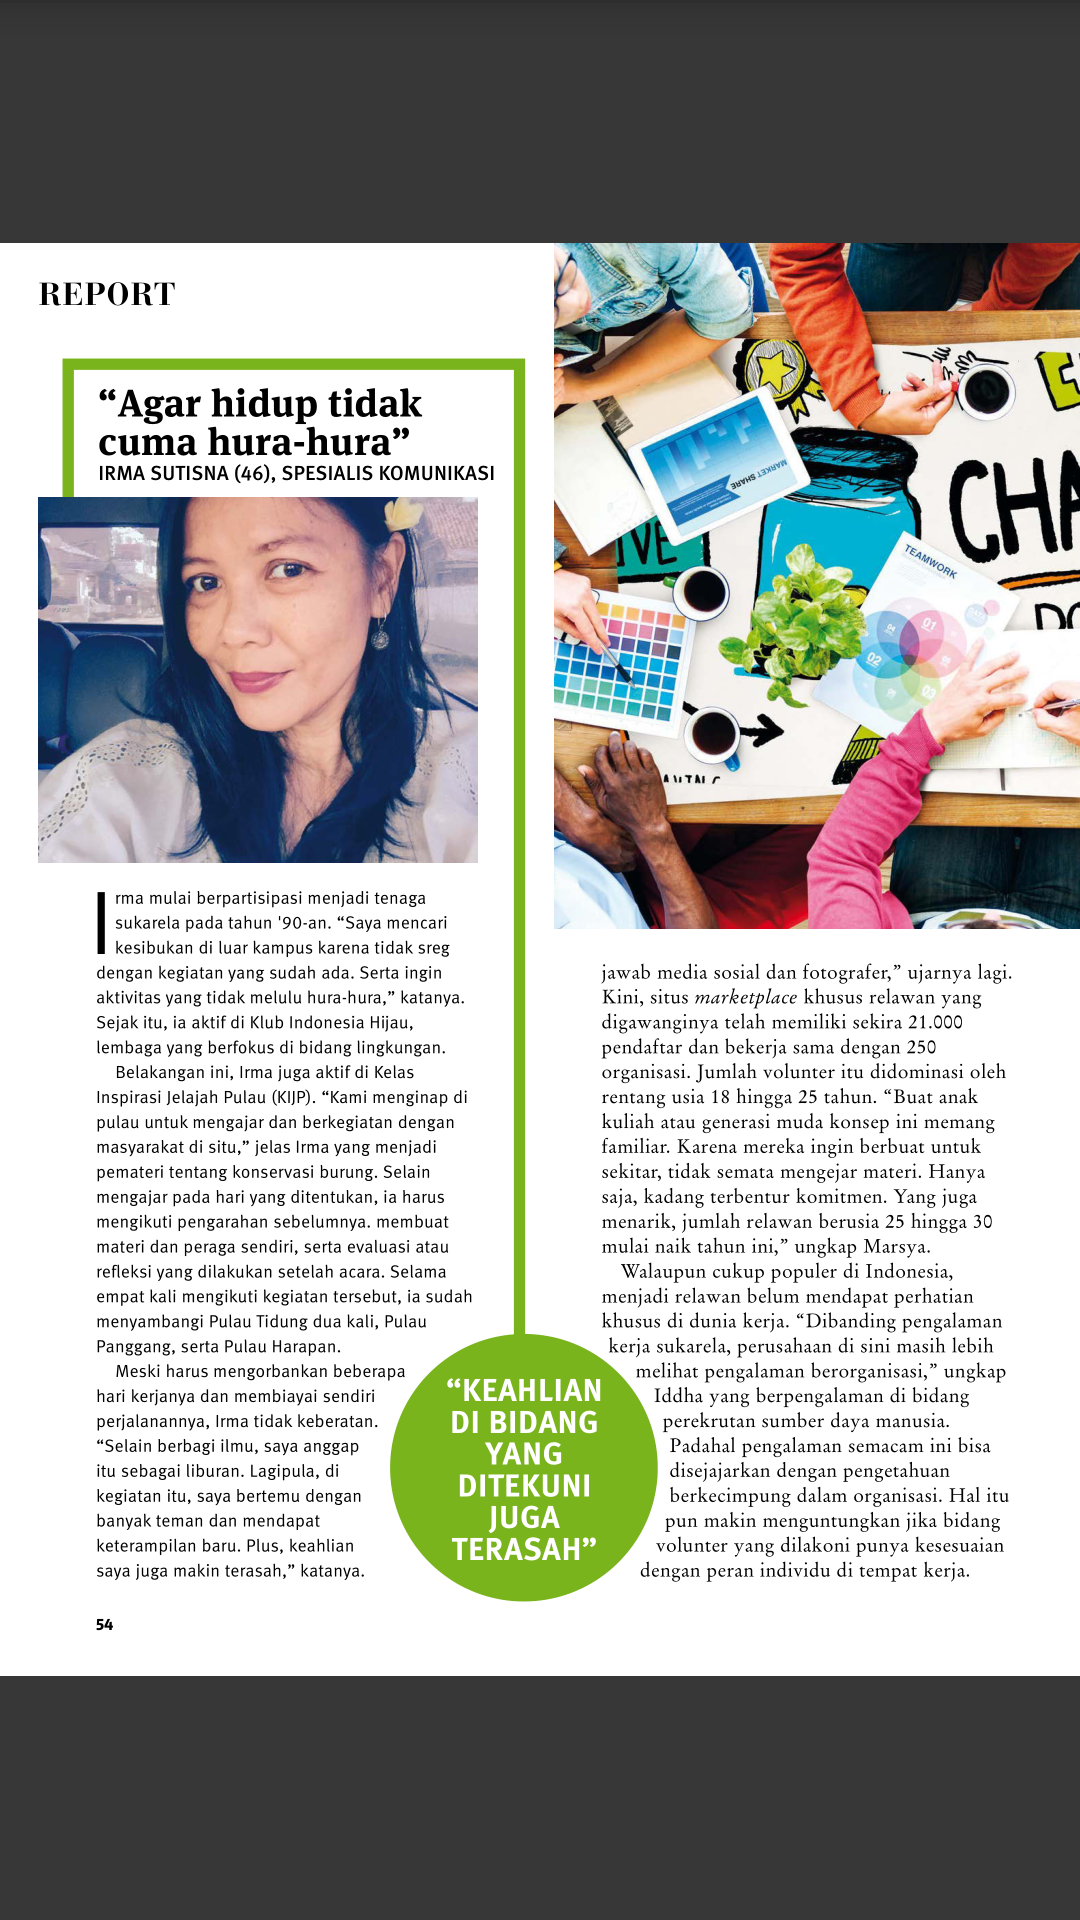 REPORT
“Agar hidup tidak
cuma hura-hura”
IRMA SUTISNA (46), SPESIALIS KOMUNIKASI
Irma mulai berpartisipasi menjadi tenaga
sukarela pada tahun '90-an. “Saya mencari
kesibukan di luar kampus karena tidak sreg
dengan kegiatan yang sudah ada. Serta ingin
aktivitas yang tidak melulu hura-hura,” katanya.
Sejak itu, ia aktif di Klub Indonesia Hijau,
lembaga yang berfokus di bidang lingkungan.
Belakangan ini, Irma juga aktif di Kelas
Inspirasi Jelajah Pulau (KIJP). “Kami menginap di
pulau untuk mengajar dan berkegiatan dengan
masyarakat di situ,” jelas Irma yang menjadi
pemateri tentang konservasi burung. Selain
mengajar pada hari yang ditentukan, ia harus
mengikuti pengarahan sebelumnya. membuat
materi dan peraga sendiri, serta evaluasi atau
refleksi yang dilakukan setelah acara. Selama
empat kali mengikuti kegiatan tersebut, ia sudah
menyambangi Pulau Tidung dua kali, Pulau
Panggang, serta Pulau Harapan.
Meski harus mengorbankan beberapa
hari kerjanya dan membiayai sendiri
perjalanannya, Irma tidak keberatan.
“Selain berbagi ilmu, saya anggap
itu sebagai liburan. Lagipula, di
kegiatan itu, saya bertemu dengan
banyak teman dan mendapat
keterampilan baru. Plus, keahlian
saya juga makin terasah,” katanya.
“KEAHLIAN
DI BIDANG
YANG
DITEKUNI
JUGA
TERASAH”
MARKET SHARE
IVE
TEAMWORK
01
02
03
04
CHA
DO
E
AVING
jawab media sosial dan fotografer,” ujarnya lagi.
Kini, situs marketplace khusus relawan yang
digawanginya telah memiliki sekira 21.000
pendaftar dan bekerja sama dengan 250
organisasi. Jumlah volunter itu didominasi oleh
rentang usia 18 hingga 25 tahun. “Buat anak
kuliah atau generasi muda konsep ini memang
familiar. Karena mereka ingin berbuat untuk
sekitar, tidak semata mengejar materi. Hanya
saja, kadang terbentur komitmen. Yang juga
menarik, jumlah relawan berusia 25 hingga 30
mulai naik tahun ini,” ungkap Marsya.
Walaupun cukup populer di Indonesia,
menjadi relawan belum mendapat perhatian
khusus di dunia kerja. “Dibanding pengalaman
kerja sukarela, perusahaan di sini masih lebih
melihat pengalaman berorganisasi,” ungkap
Iddha yang berpengalaman di bidang
perekrutan sumber daya manusia.
Padahal pengalaman semacam ini bisa
disejajarkan dengan pengetahuan
berkecimpung dalam organisasi. Hal itu
pun makin menguntungkan jika bidang
volunter yang dilakoni punya kesesuaian
dengan peran individu di tempat kerja.
54